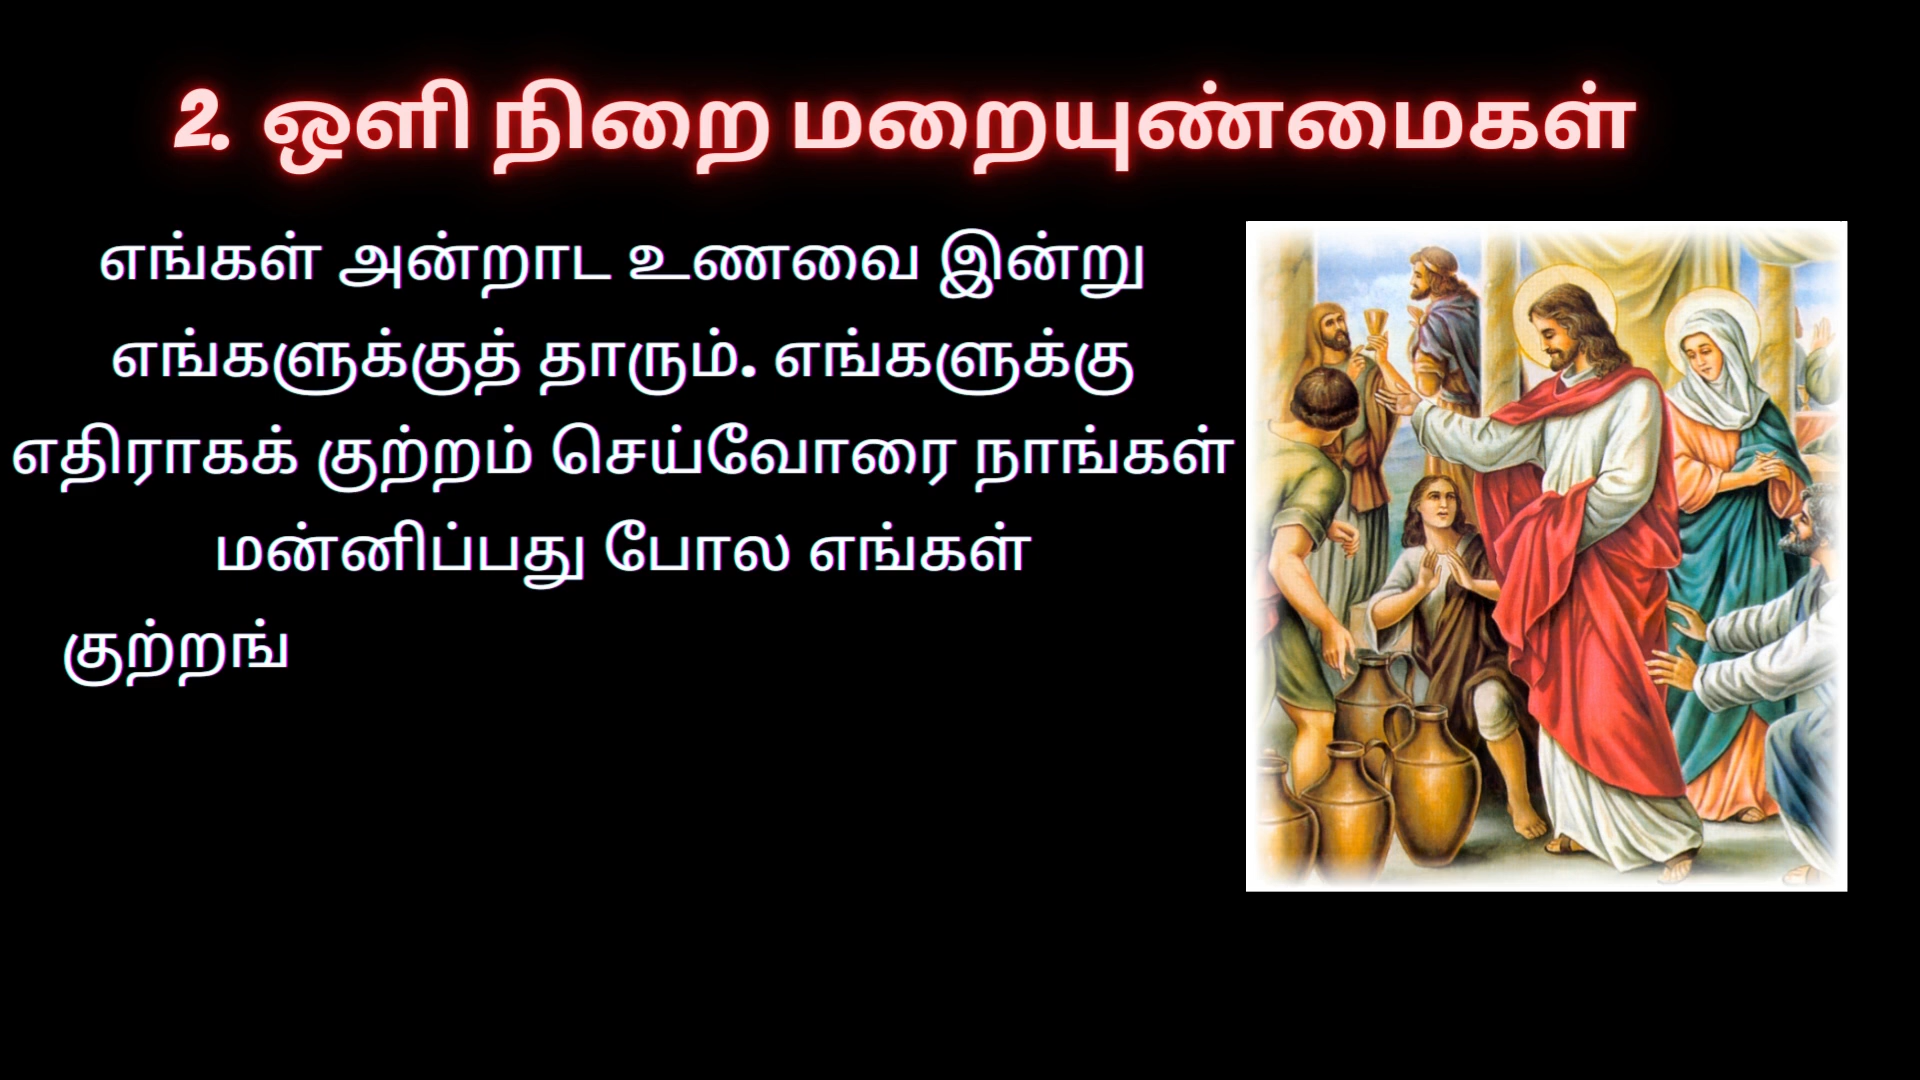 2. ஒளி நிறை மறையுண்மைகள்
எங்கள் அன்றாட உணவை இன்று
எங்களுக்குத் தாரும். எங்களுக்கு
எதிராகக் குற்றம் செய்வோரை நாங்கள்
மன்னிப்பது போல எங்கள்
குற்றங்